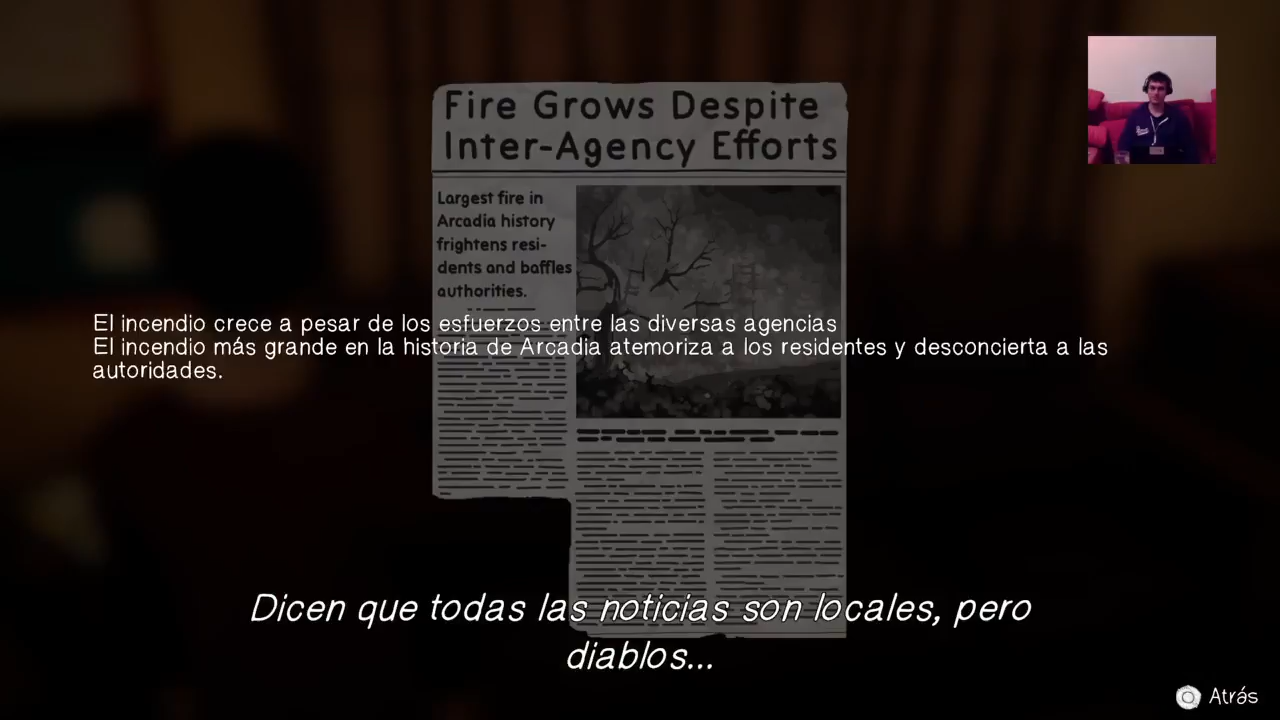 Fire Grows Despite
Inter-Agency Efforts
Largest fire in
Arcadia history
frightens resi-
dents and baffles
authorities.
El incendio crece a pesar de los esfuerzos entre las diversas agencias
El incendio más grande en la historia de Arcadia atemoriza a los residentes y desconcierta a las
autoridades.
Dicen que todas las noticias son locales, pero
diablos...
Atrás